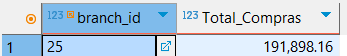 123 branch_id 123 Total_Compras
1 25 191,898.16